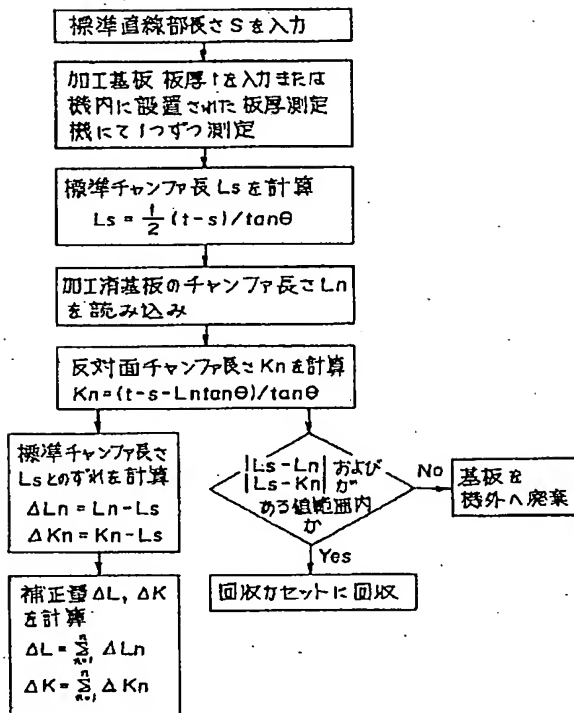 標準直線部長さSを入力
加工基板 板厚tを入力または
機内に設置された 板厚測定
機にて1つずつ測定
標準チャンファ長Lsを計算
Ls = 1/2 (t-s)/tanθ
加工済基板のチャンファ長さLn
を読み込み
反対面チャンファ長さKnを計算
Kn=(t-s-Lntanθ)/tanθ
標準チャンファ長さ
Lsとのずれを計算
ΔLn = Ln-Ls
ΔKn = Kn-Ls
補正量ΔL, ΔK
を計算
ΔL = Σ_{n=1}^{n} ΔLn
ΔK = Σ_{n=1}^{n} ΔKn
|Ls-Ln| および
|Ls-Kn| が
ある値範囲内
か
No
基板を
機外へ廃棄
Yes
回収カセットに回収